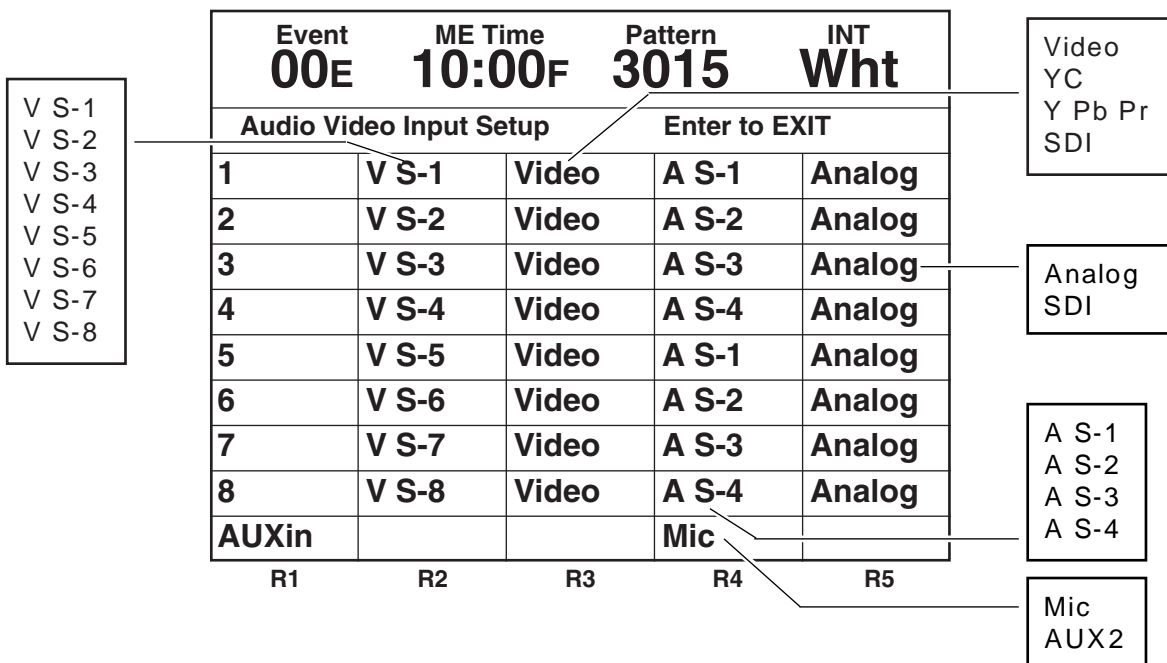 Event ME Time Pattern INT
00E 10:00F 3015 Wht
Audio Video Input Setup Enter to EXIT
1 V S-1 Video A S-1 Analog
2 V S-2 Video A S-2 Analog
3 V S-3 Video A S-3 Analog
4 V S-4 Video A S-4 Analog
5 V S-5 Video A S-1 Analog
6 V S-6 Video A S-2 Analog
7 V S-7 Video A S-3 Analog
8 V S-8 Video A S-4 Analog
AUXin Mic
R1 R2 R3 R4 R5
V S-1
V S-2
V S-3
V S-4
V S-5
V S-6
V S-7
V S-8
Video
YC
Y Pb Pr
SDI
Analog
SDI
A S-1
A S-2
A S-3
A S-4
Mic
AUX2